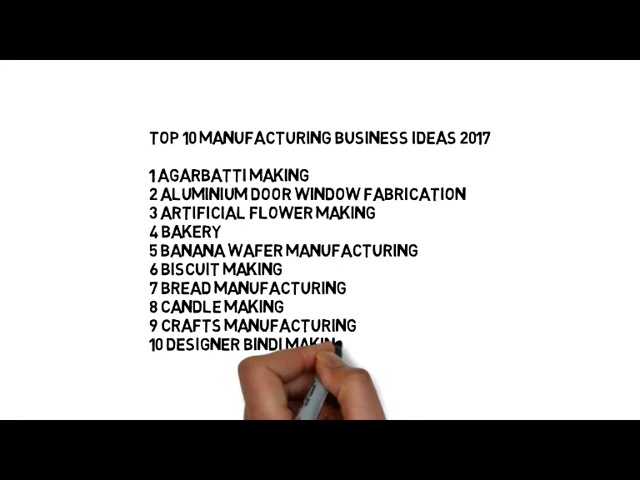 TOP 10 MANUFACTURING BUSINESS IDEAS 2017
1 AGARBATTI MAKING
2 ALUMINIUM DOOR WINDOW FABRICATION
3 ARTIFICIAL FLOWER MAKING
4 BAKERY
5 BANANA WAFER MANUFACTURING
6 BISCUIT MAKING
7 BREAD MANUFACTURING
8 CANDLE MAKING
9 CRAFTS MANUFACTURING
10 DESIGNER BINDI MAKIN